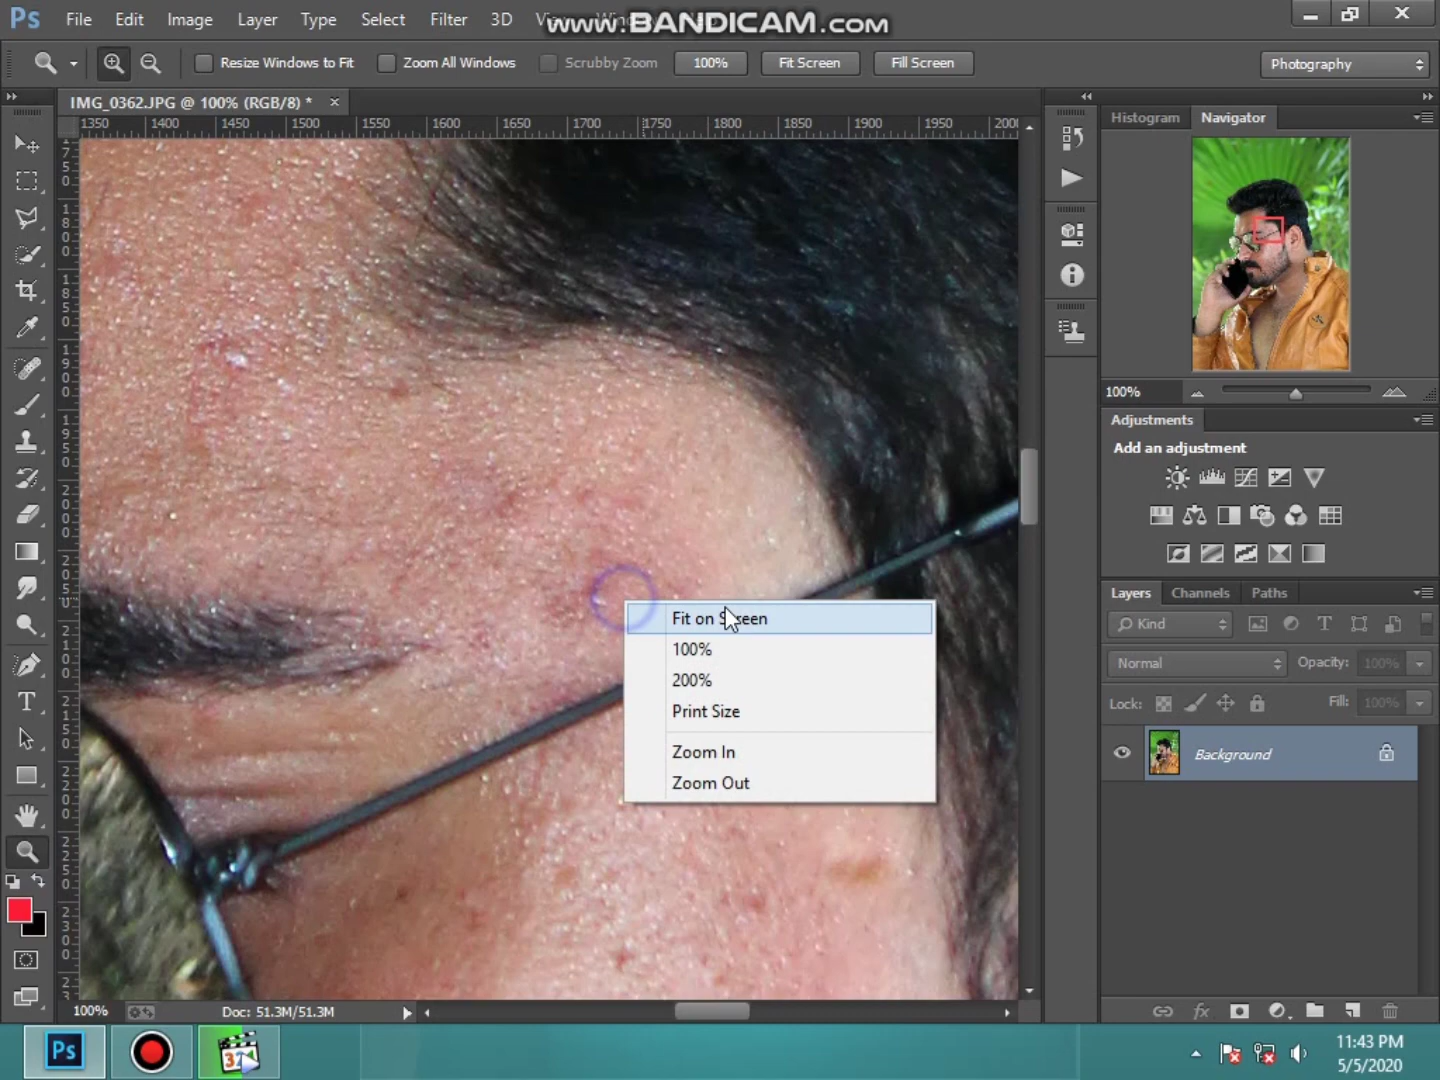 Ps File Edit Image Layer Type Select Filter 3D
www.BANDICAM.com
Resize Windows to Fit Zoom All Windows Scrubby Zoom 100% Fit Screen Fill Screen Photography
IMG_0362.JPG @ 100% (RGB/8) * ×
1350 1400 1450 1500 1550 1600 1650 1700 1750 1800 1850 1900 1950
Histogram Navigator
100%
Adjustments
Add an adjustment
Layers Channels Paths
Kind
Normal Opacity: 100%
Lock: Fill: 100%
Background
Fit on Screen
100%
200%
Print Size
Zoom In
Zoom Out
100% Doc: 51.3M/51.3M
Ps
11:43 PM
5/5/2020